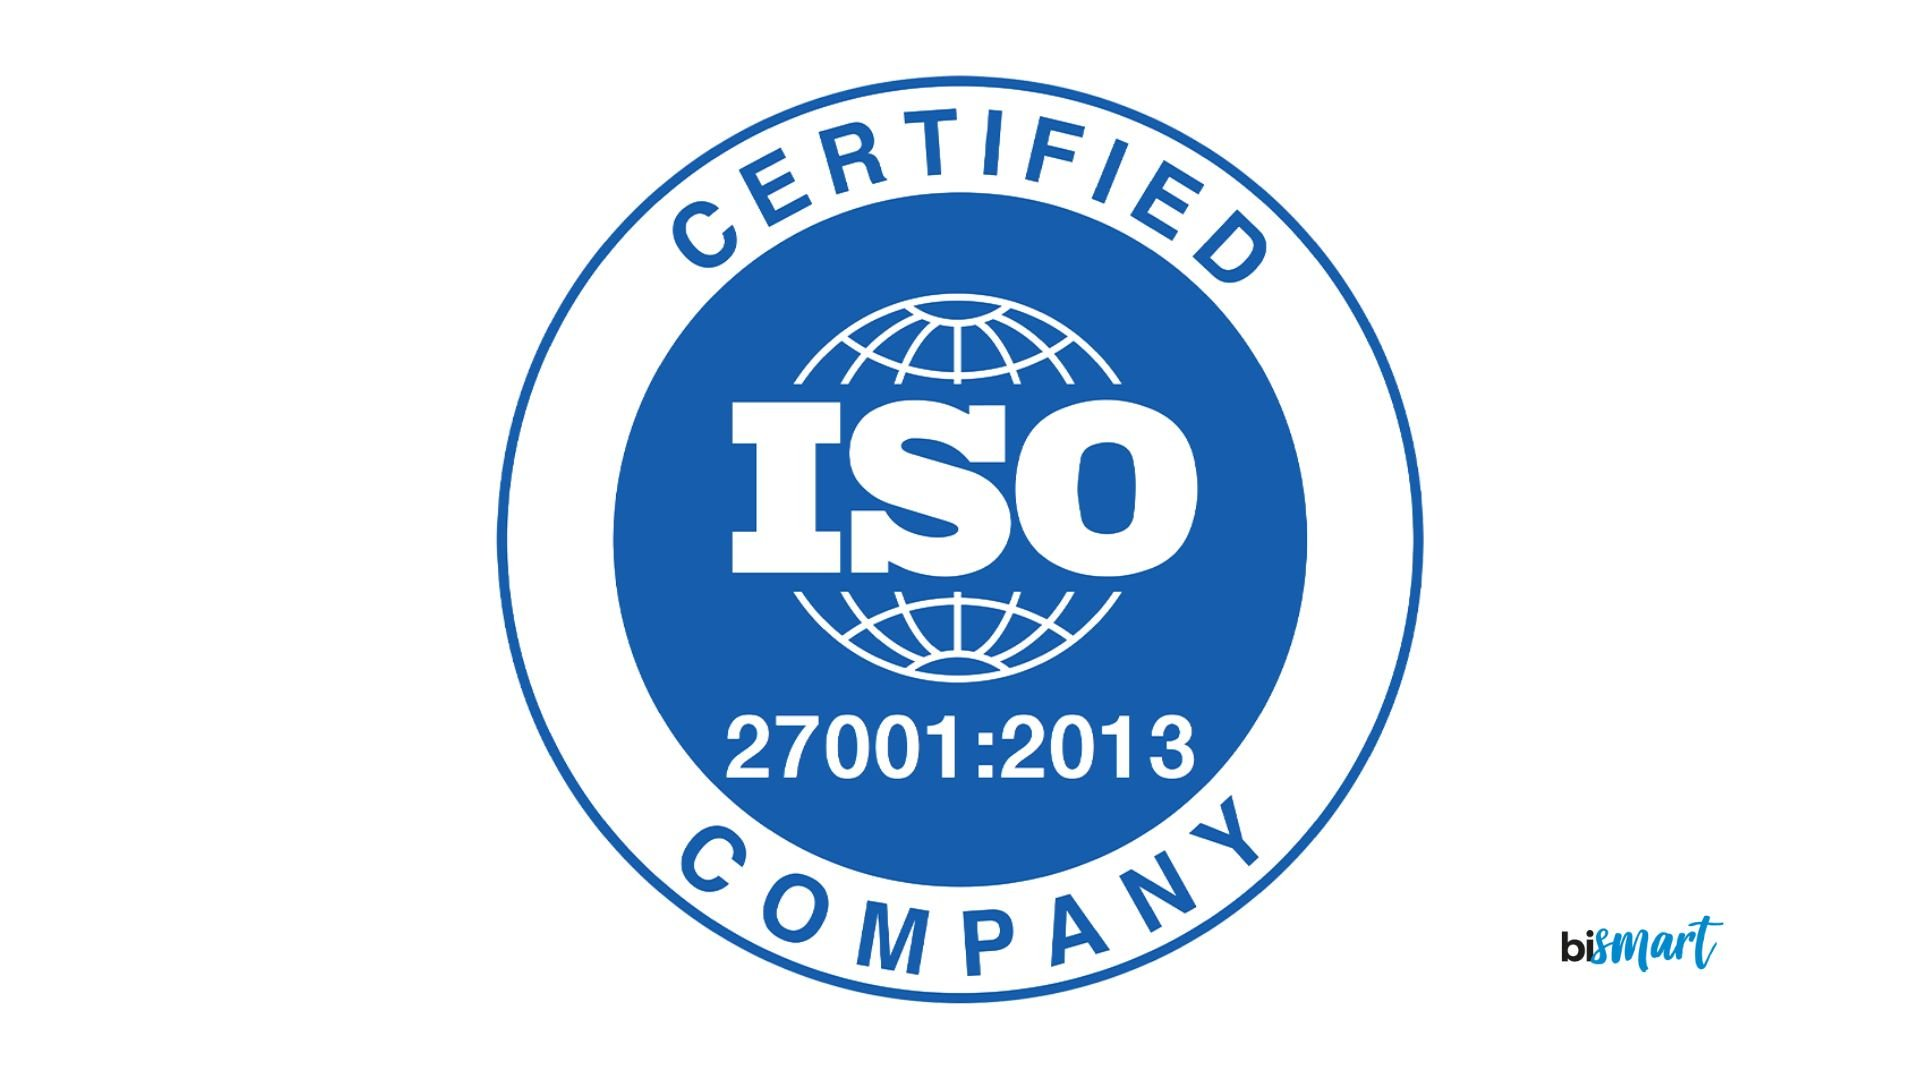 CERTIFIED
ISO
27001:2013
COMPANY
bismart